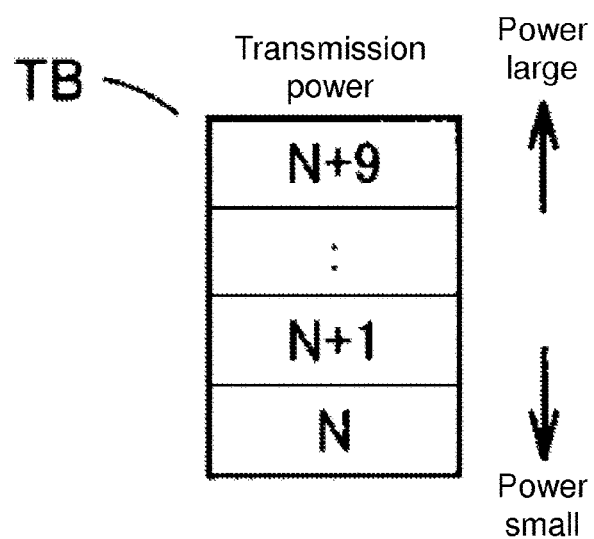 TB
Transmission
power
Power
large
N+9
:
N+1
N
Power
small